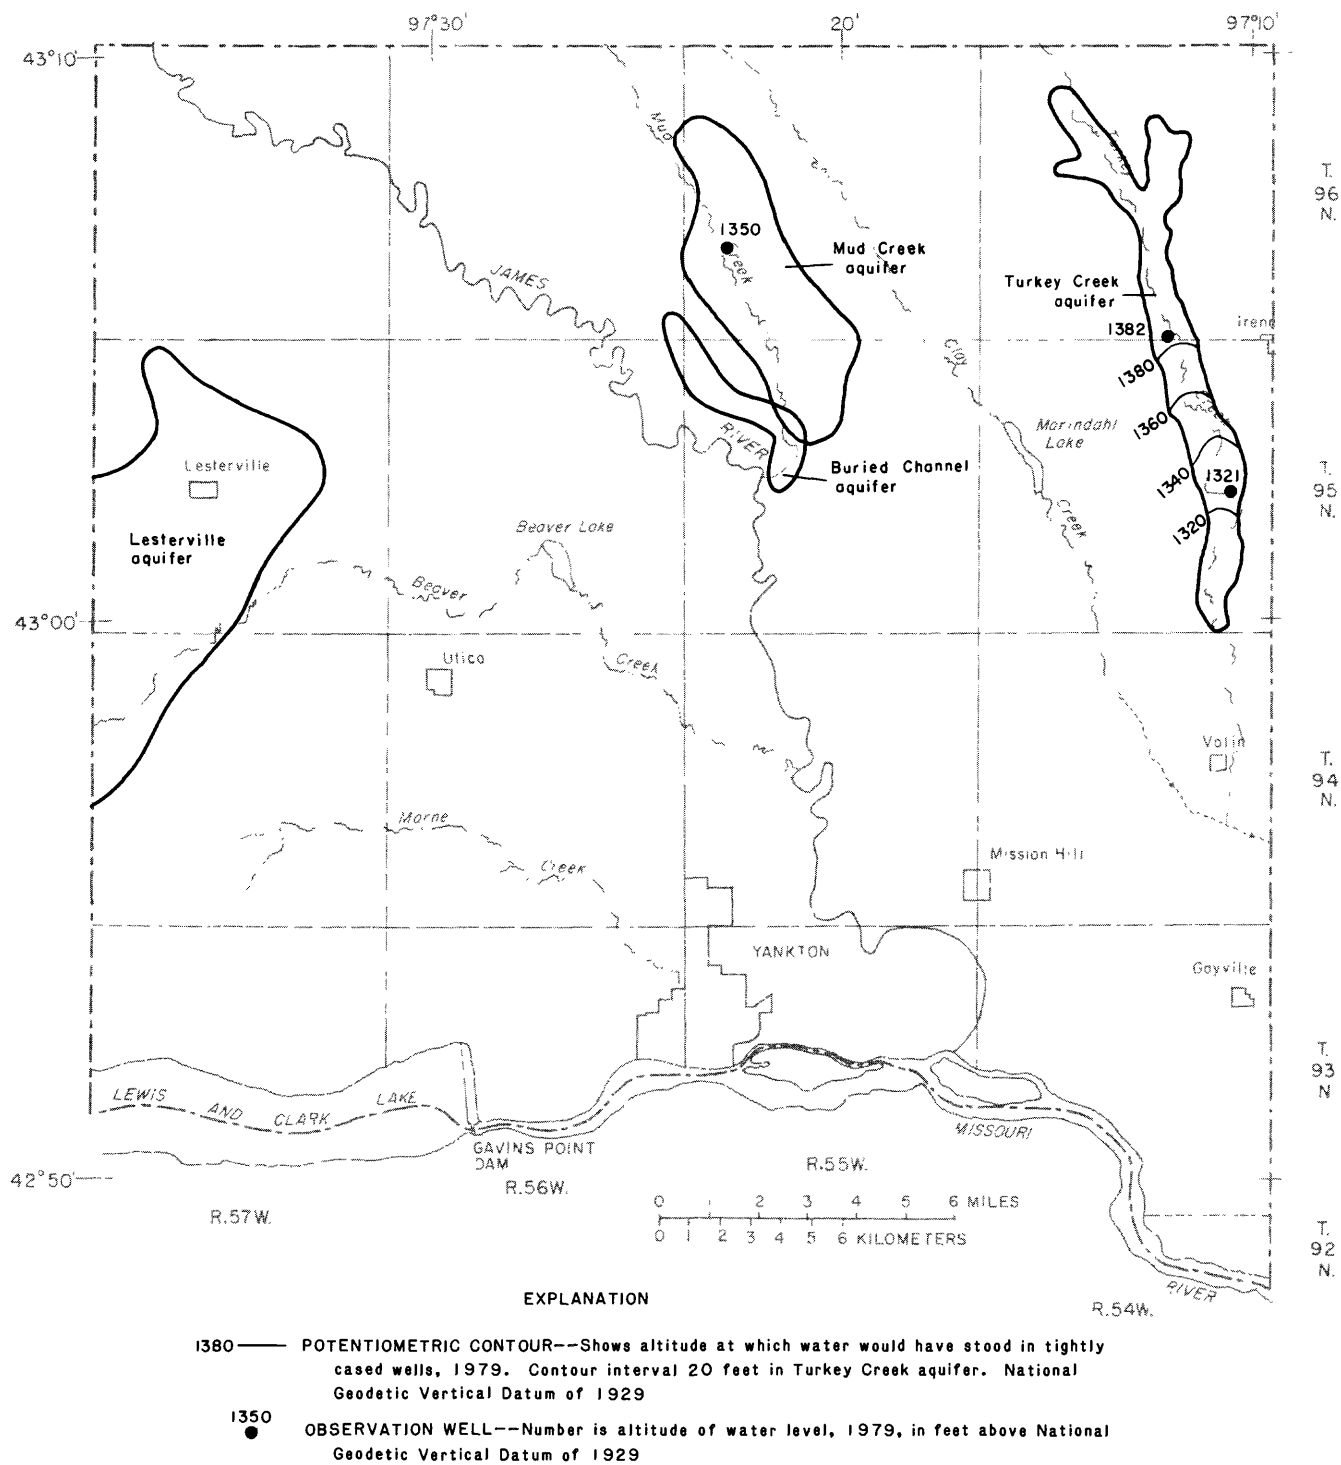 97°30'
20'
97°10'
43°10'
Mud
Turkey
T.
96
N.
1350
Creek
Mud Creek
aquifer
JAMES
Turkey Creek
aquifer
1382
Irene
1380
Clay
1360
Creek
Marindahl
Lake
RIVER
Lesterville
Buried Channel
aquifer
1340
1321
T.
95
N.
Creek
1320
Beaver Lake
Lesterville
aquifer
Beaver
43°00'
Utica
Creek
Volin
T.
94
N.
Marne
Creek
Mission Hill
YANKTON
Gayville
T.
93
N
LEWIS AND CLARK LAKE
MISSOURI
GAVINS POINT
DAM
R.55W.
42°50'
R.56W.
R.57W.
0 1 2 3 4 5 6 MILES
0 1 2 3 4 5 6 KILOMETERS
T.
92
N.
RIVER
R.54W.
EXPLANATION
1380 POTENTIOMETRIC CONTOUR--Shows altitude at which water would have stood in tightly
cased wells, 1979. Contour interval 20 feet in Turkey Creek aquifer. National
Geodetic Vertical Datum of 1929
1350
OBSERVATION WELL--Number is altitude of water level, 1979, in feet above National
Geodetic Vertical Datum of 1929